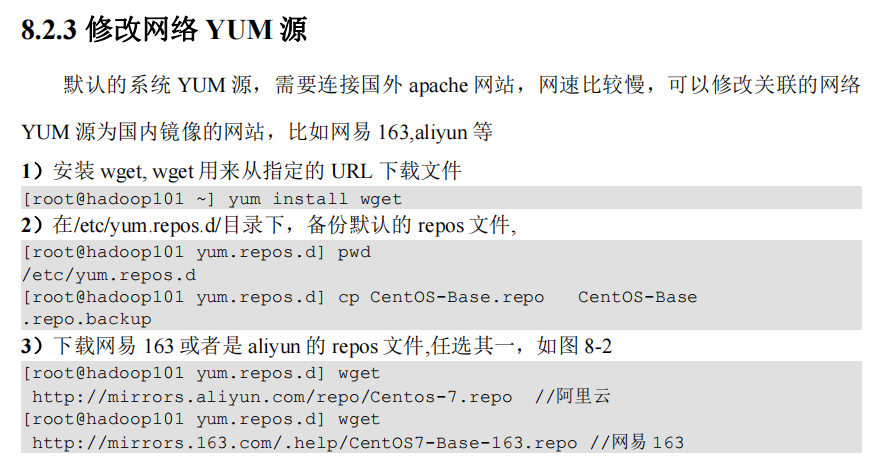 8.2.3 修改网络 YUM 源
默认的系统 YUM 源，需要连接国外 apache 网站，网速比较慢，可以修改关联的网络
YUM 源为国内镜像的网站，比如网易 163,aliyun 等
1）安装 wget, wget 用来从指定的 URL 下载文件
[root@hadoop101 ~] yum install wget
2）在/etc/yum.repos.d/目录下，备份默认的 repos 文件,
[root@hadoop101 yum.repos.d] pwd
/etc/yum.repos.d
[root@hadoop101 yum.repos.d] cp CentOS-Base.repo   CentOS-Base
.repo.backup
3）下载网易 163 或者是 aliyun 的 repos 文件,任选其一，如图 8-2
[root@hadoop101 yum.repos.d] wget
http://mirrors.aliyun.com/repo/Centos-7.repo  //阿里云
[root@hadoop101 yum.repos.d] wget
http://mirrors.163.com/.help/CentOS7-Base-163.repo //网易 163